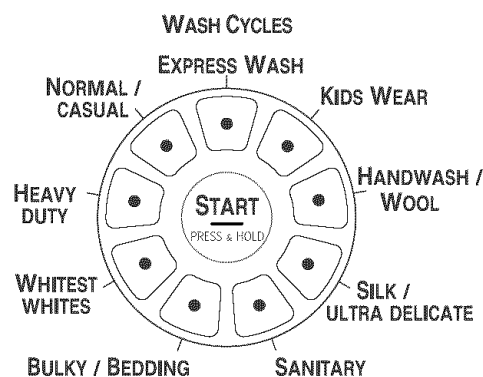 WASH CYCLES
EXPRESS WASH
NORMAL /
CASUAL
KIDS WEAR
HANDWASH /
WOOL
HEAVY
DUTY
START
PRESS & HOLD
WHITEST
WHITES
SILK /
ULTRA DELICATE
BULKY / BEDDING
SANITARY